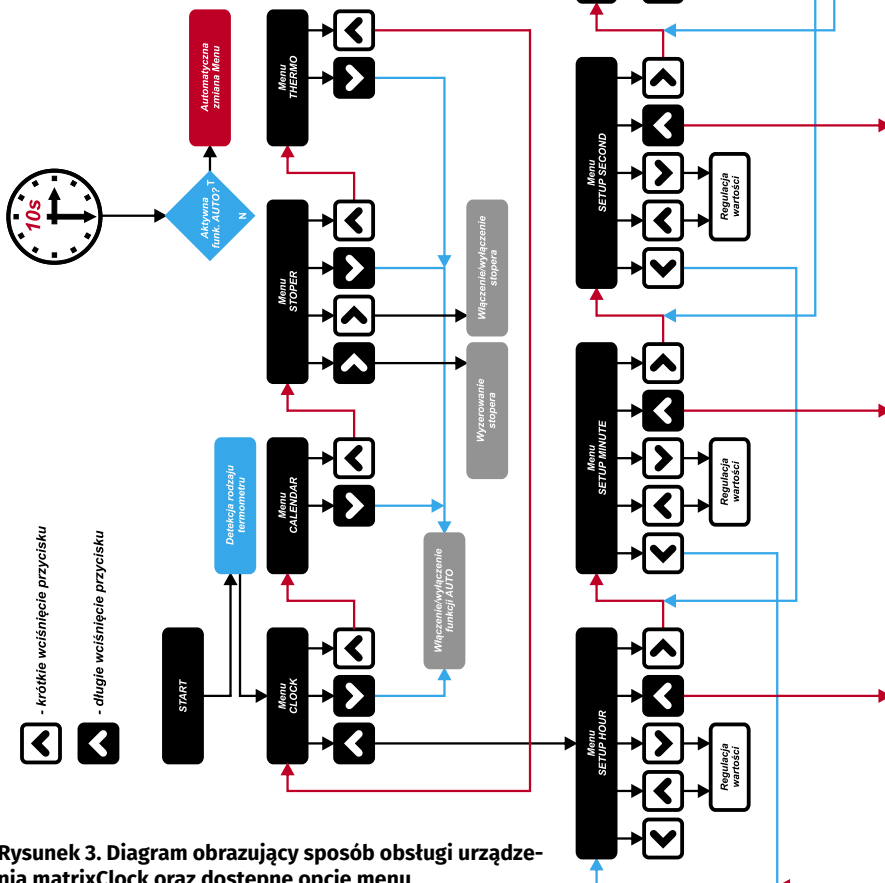 - krótkie wciśnięcie przycisku
- długie wciśnięcie przycisku
START
Detekcja rodzaju
termometru
10s
Aktywna
funk. AUTO?
T
N
Automatyczna
zmiana Menu
Menu
CLOCK
Menu
CALENDAR
Menu
STOPER
Menu
THERMO
Włączenie/wyłączenie
funkcji AUTO
Wyzerowanie
stopera
Włączenie/wyłączenie
stopera
Menu
SETUP HOUR
Regulacja
wartości
Menu
SETUP MINUTE
Regulacja
wartości
Menu
SETUP SECOND
Regulacja
wartości
Rysunek 3. Diagram obrazujący sposób obsługi urządze-
nia matrixClock oraz dostępne opcje menu